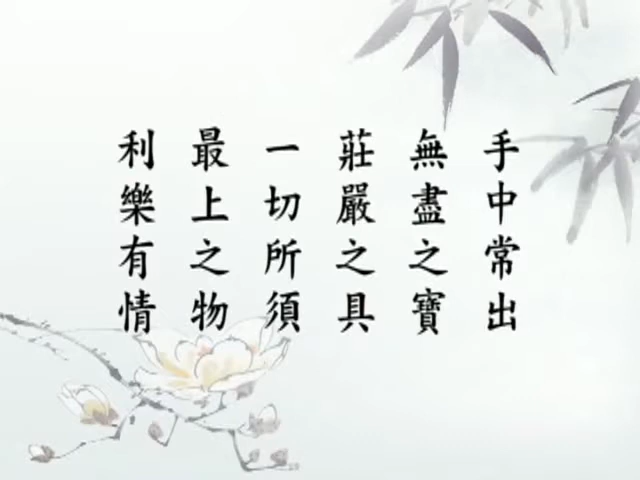 手中常出
無盡之寶
莊嚴之具
一切所須
最上之物
利樂有情